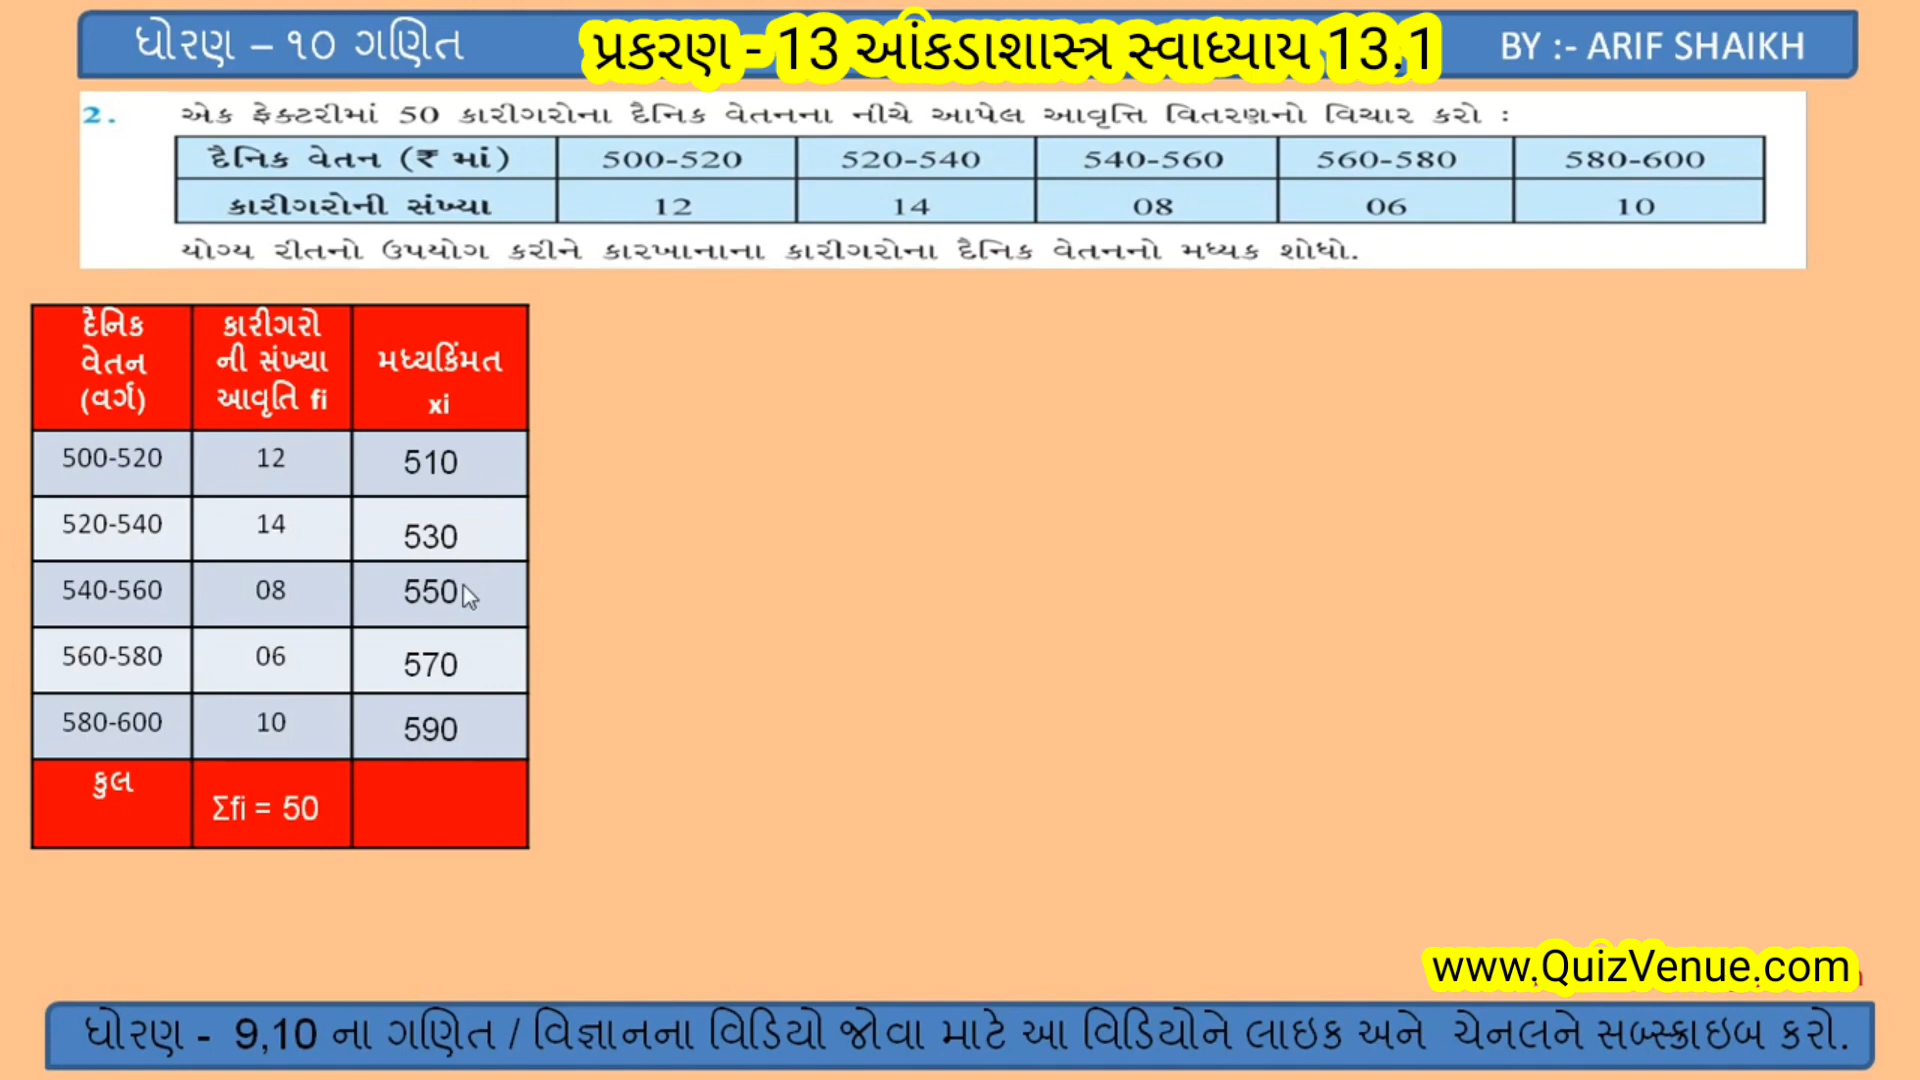 ધોરણ – ૧૦ ગણિત
પ્રકરણ - 13 આંકડાશાસ્ત્ર સ્વાધ્યાય 13.1
BY :- ARIF SHAIKH
2. એક ફેક્ટરીમાં 50 કારીગરોના દૈનિક વેતનના નીચે આપેલ આવૃત્તિ વિતરણનો વિચાર કરો :
દૈનિક વેતન (₹ માં) 500-520 520-540 540-560 560-580 580-600
કારીગરોની સંખ્યા 12 14 08 06 10
યોગ્ય રીતનો ઉપયોગ કરીને કારખાનાના કારીગરોના દૈનિક વેતનનો મધ્યક શોધો.
દૈનિક
વેતન
(વર્ગ)
કારીગરો
ની સંખ્યા
આવૃતિ fi
મધ્યકિંમત
xi
500-520 12 510
520-540 14 530
540-560 08 550
560-580 06 570
580-600 10 590
કુલ Σfi = 50
www.QuizVenue.com
ધોરણ - 9,10 ના ગણિત / વિજ્ઞાનના વિડિયો જોવા માટે આ વિડિયોને લાઇક અને ચેનલને સબ્સ્ક્રાઇબ કરો.